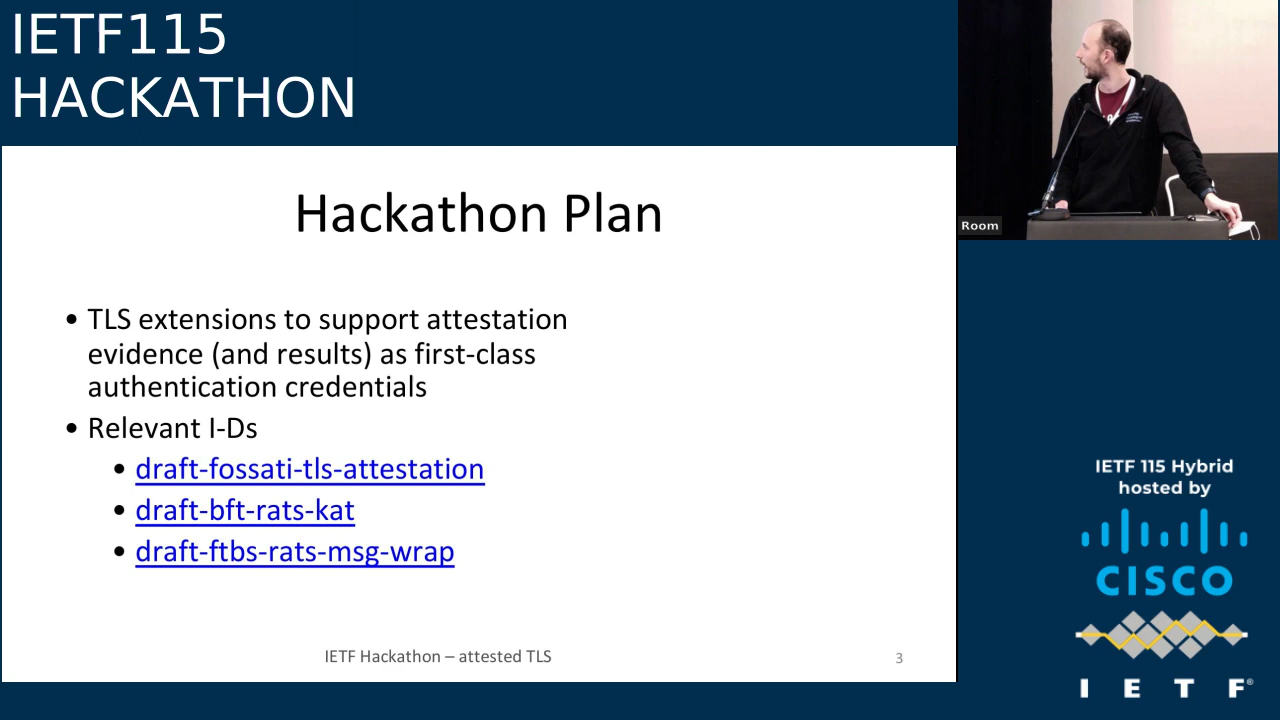 IETF115
HACKATHON
Hackathon Plan
• TLS extensions to support attestation
evidence (and results) as first-class
authentication credentials
• Relevant I-Ds
• draft-fossati-tls-attestation
• draft-bft-rats-kat
• draft-ftbs-rats-msg-wrap
IETF Hackathon – attested TLS
3
Room
IETF 115 Hybrid
hosted by
CISCO
I E T F®